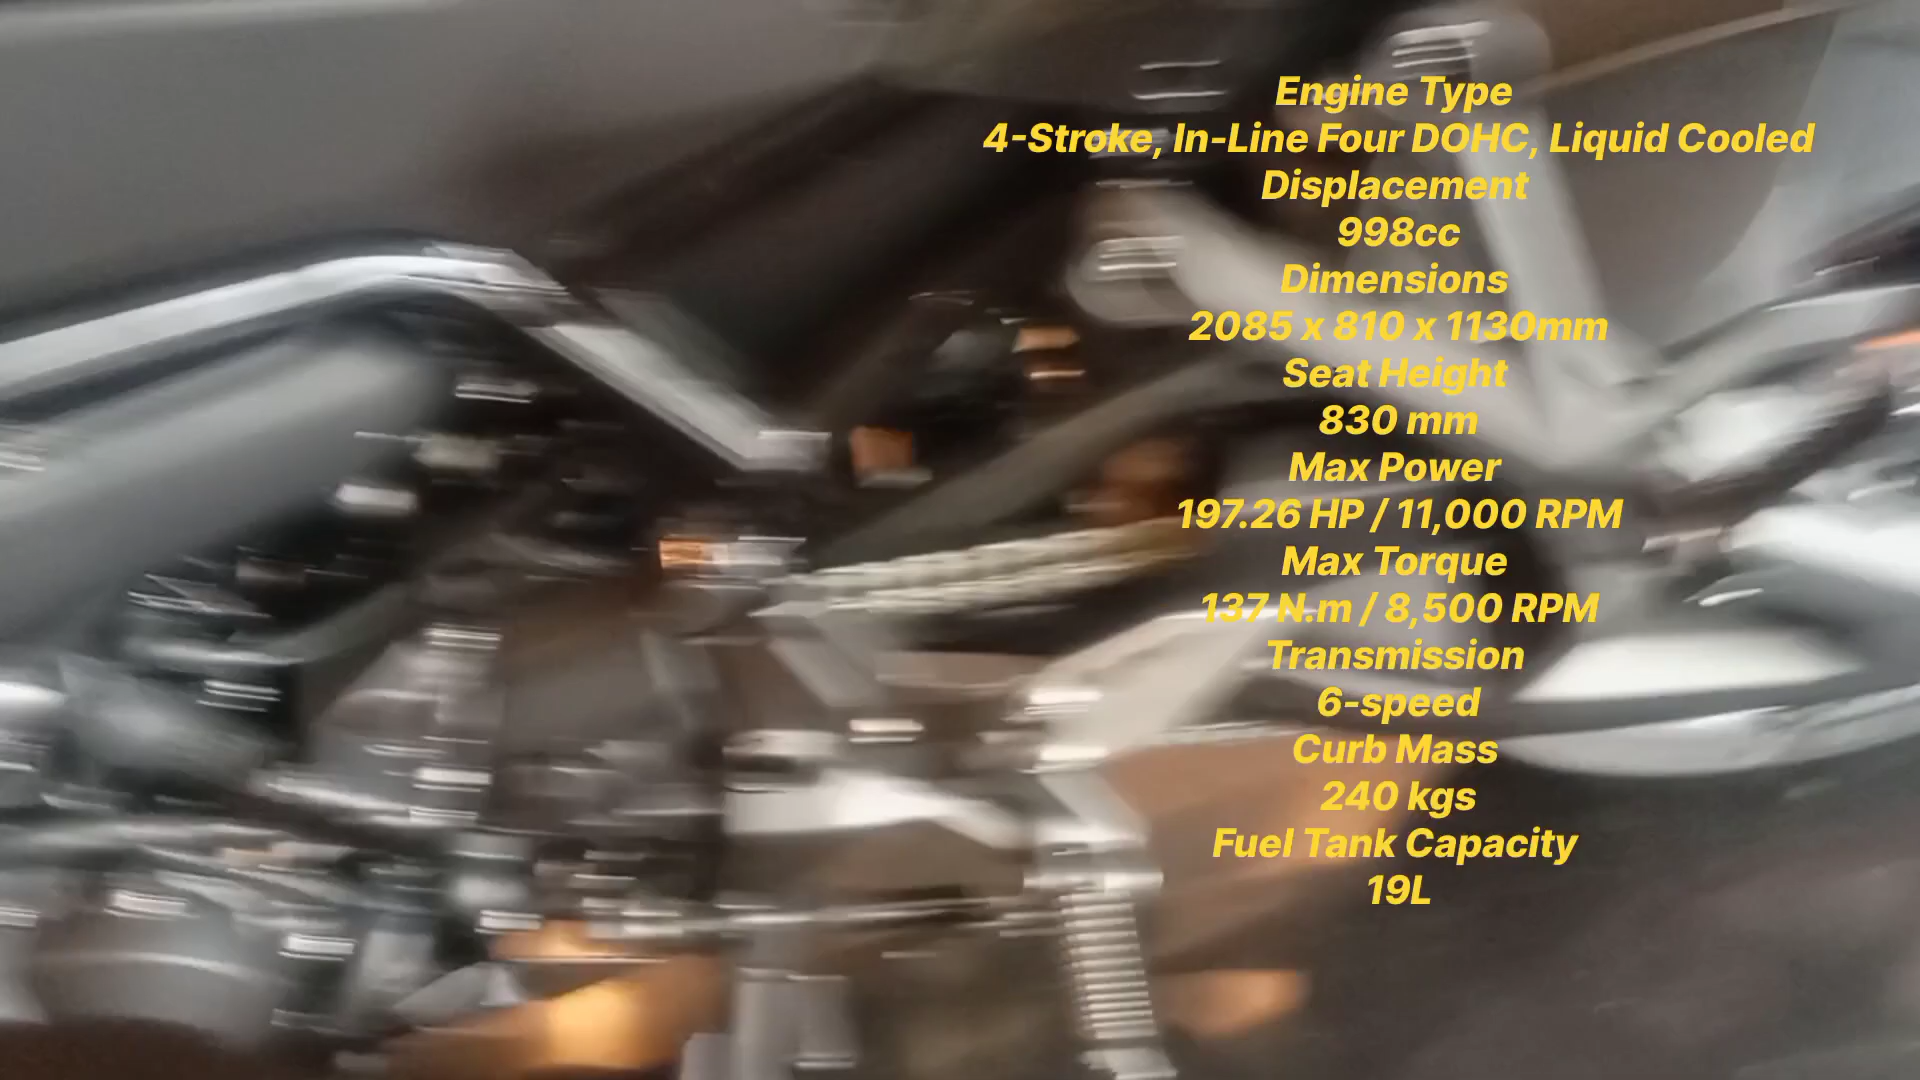 Engine Type
4-Stroke, In-Line Four DOHC, Liquid Cooled
Displacement
998cc
Dimensions
2085 x 810 x 1130mm
Seat Height
830 mm
Max Power
197.26 HP / 11,000 RPM
Max Torque
137 N.m / 8,500 RPM
Transmission
6-speed
Curb Mass
240 kgs
Fuel Tank Capacity
19L